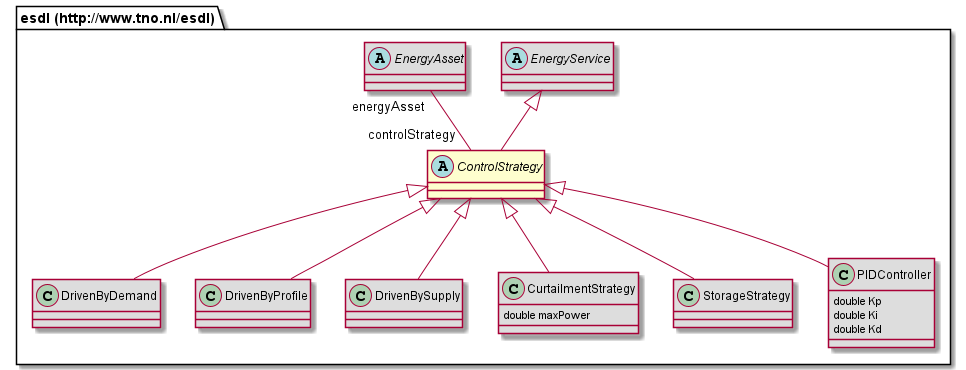 esdl (http://www.tno.nl/esdl)
A EnergyAsset
A EnergyService
energyAsset
controlStrategy
A ControlStrategy
C DrivenByDemand
C DrivenByProfile
C DrivenBySupply
C CurtailmentStrategy
double maxPower
C StorageStrategy
C PIDController
double Kp
double Ki
double Kd